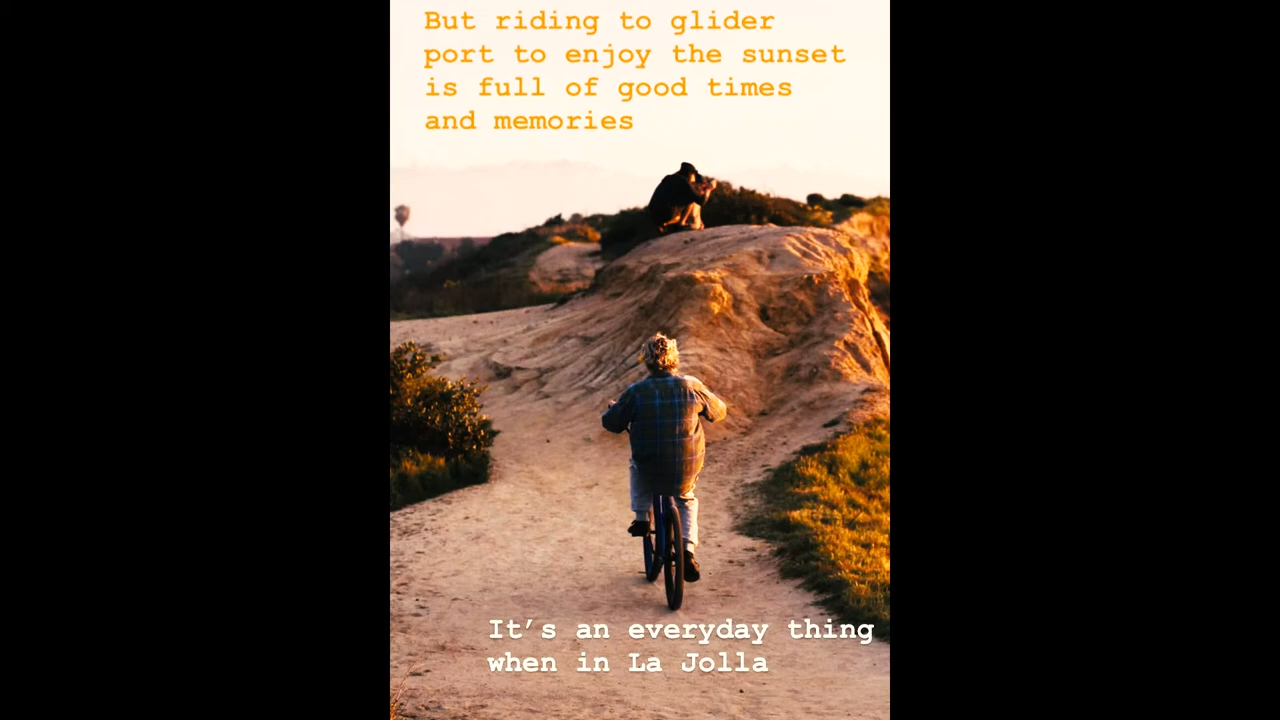 But riding to glider
port to enjoy the sunset
is full of good times
and memories
It’s an everyday thing
when in La Jolla